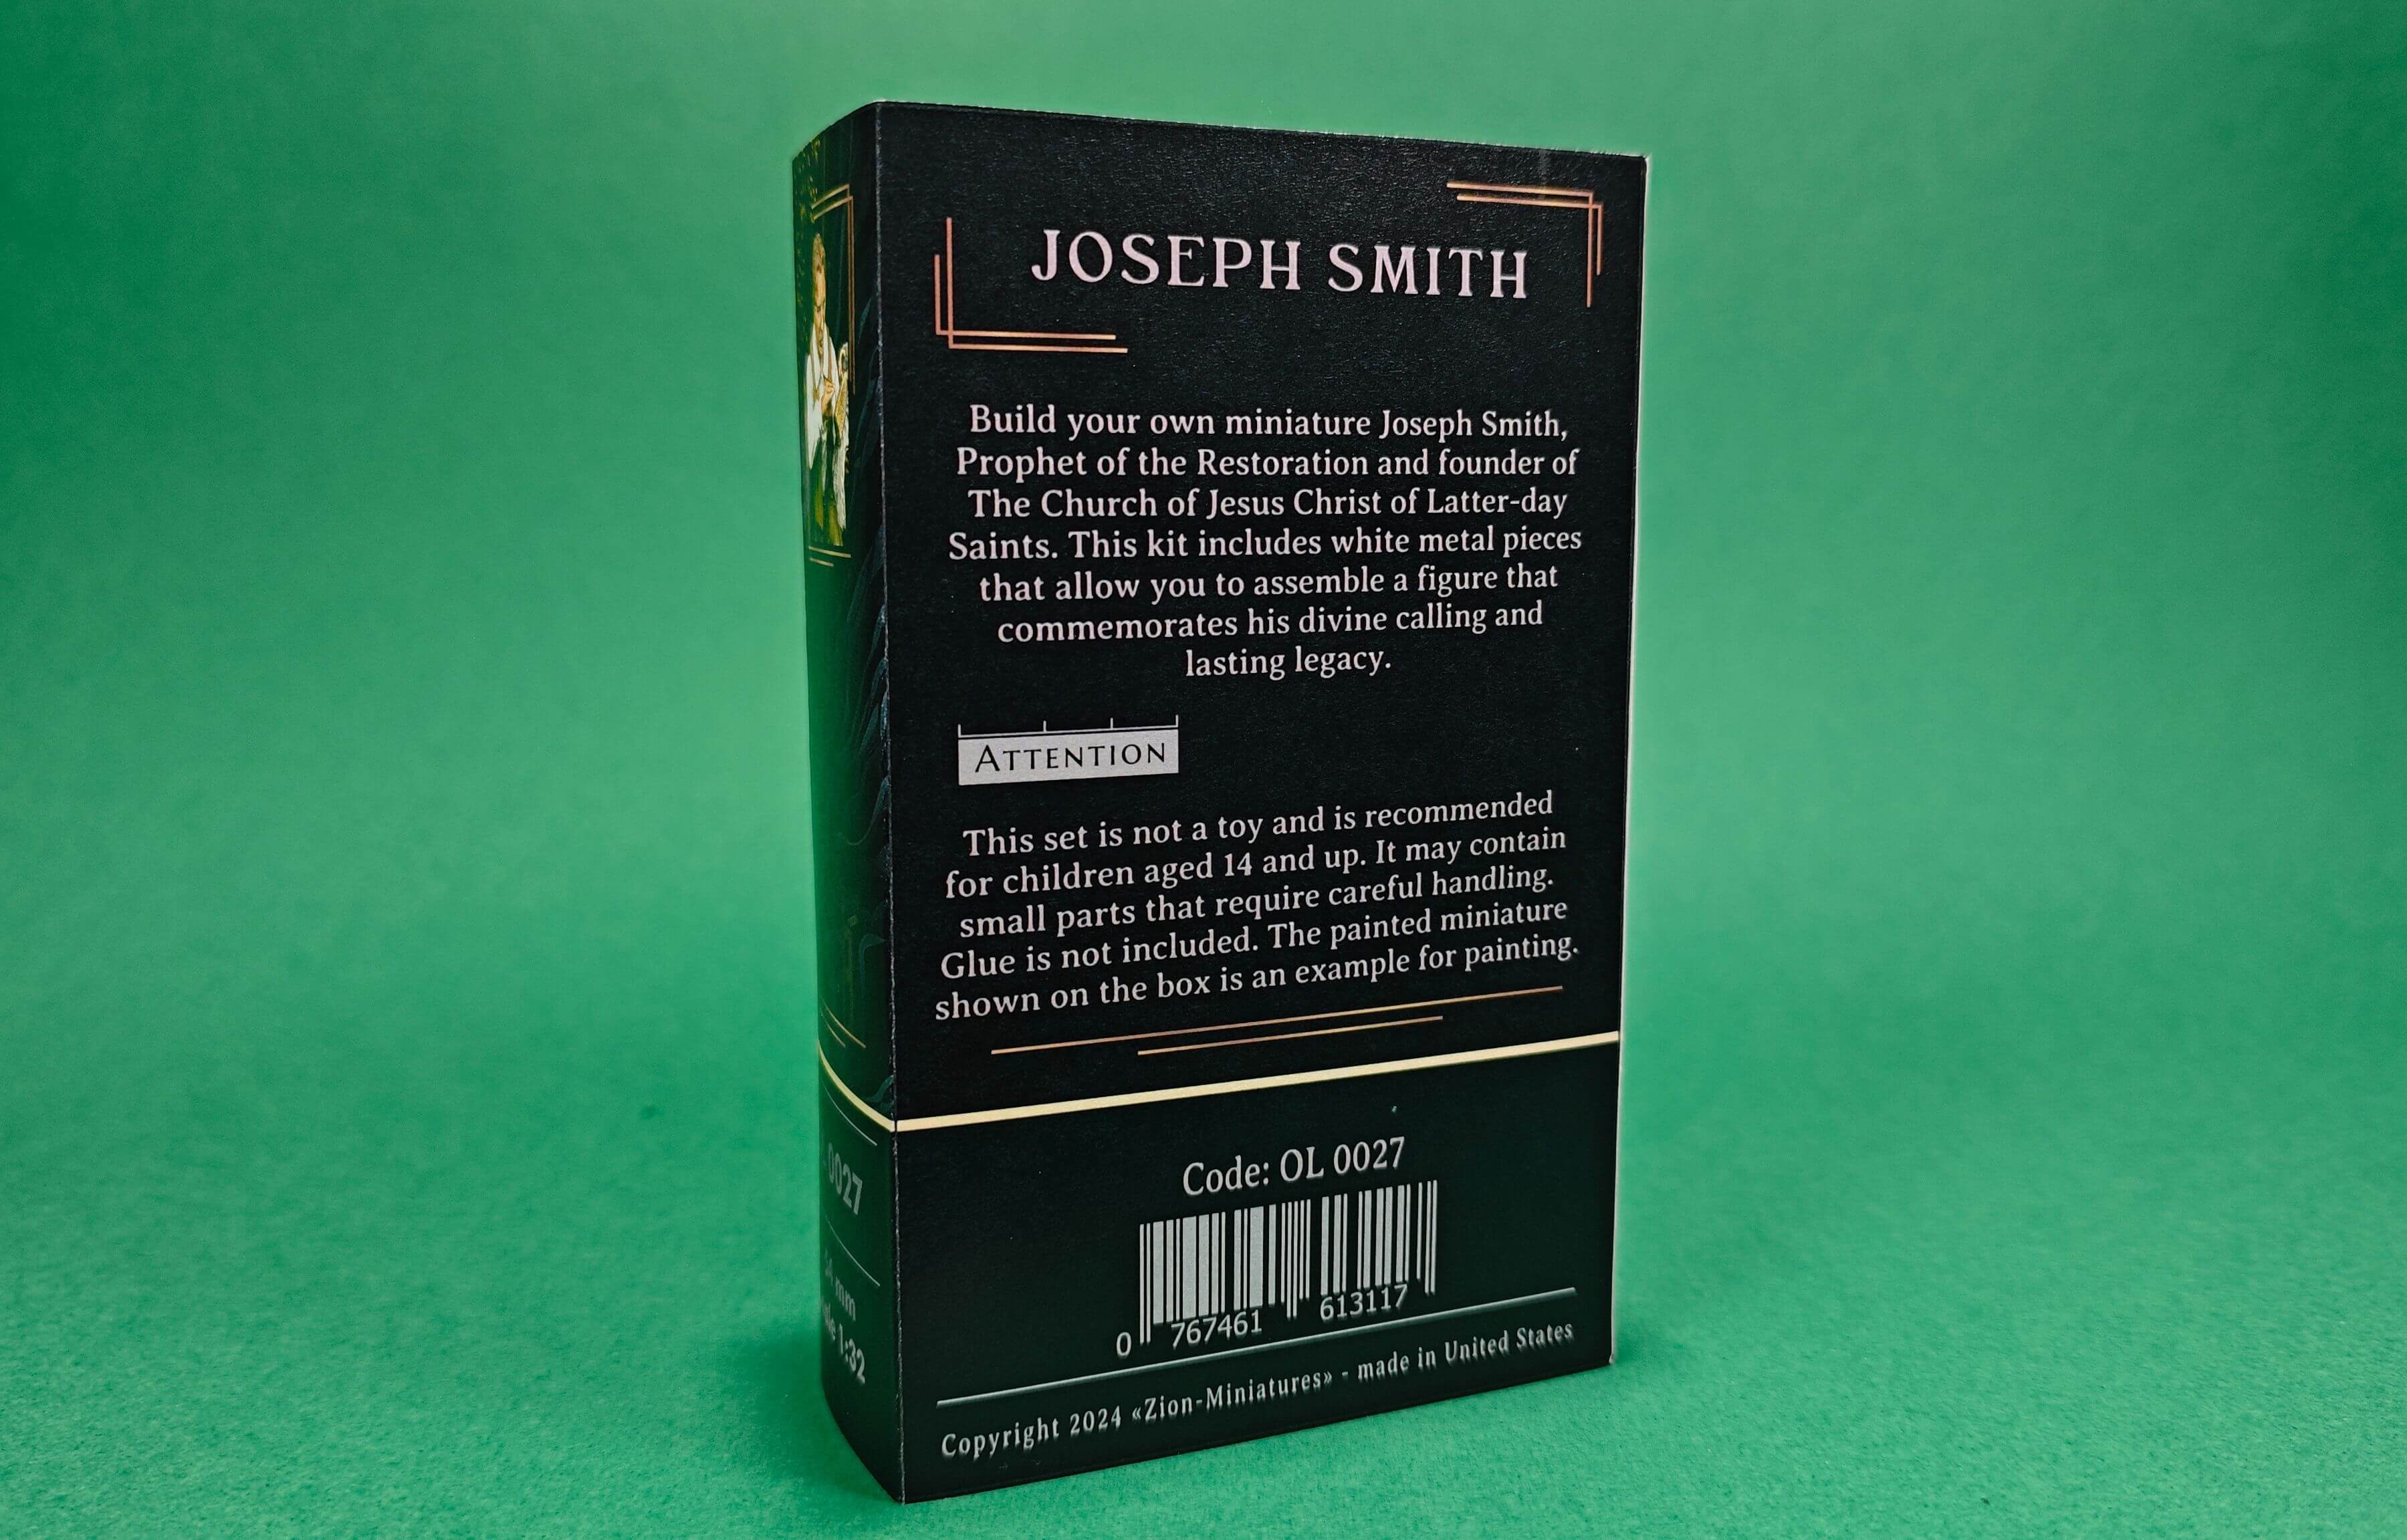 JOSEPH SMITH
Build your own miniature Joseph Smith,
Prophet of the Restoration and founder of
The Church of Jesus Christ of Latter-day
Saints. This kit includes white metal pieces
that allow you to assemble a figure that
commemorates his divine calling and
lasting legacy.
ATTENTION
This set is not a toy and is recommended
for children aged 14 and up. It may contain
small parts that require careful handling.
Glue is not included. The painted miniature
shown on the box is an example for painting.
Code: OL 0027
0 767461 613117
Copyright 2024 «Zion-Miniatures» - made in United States
0027
mm
1:32